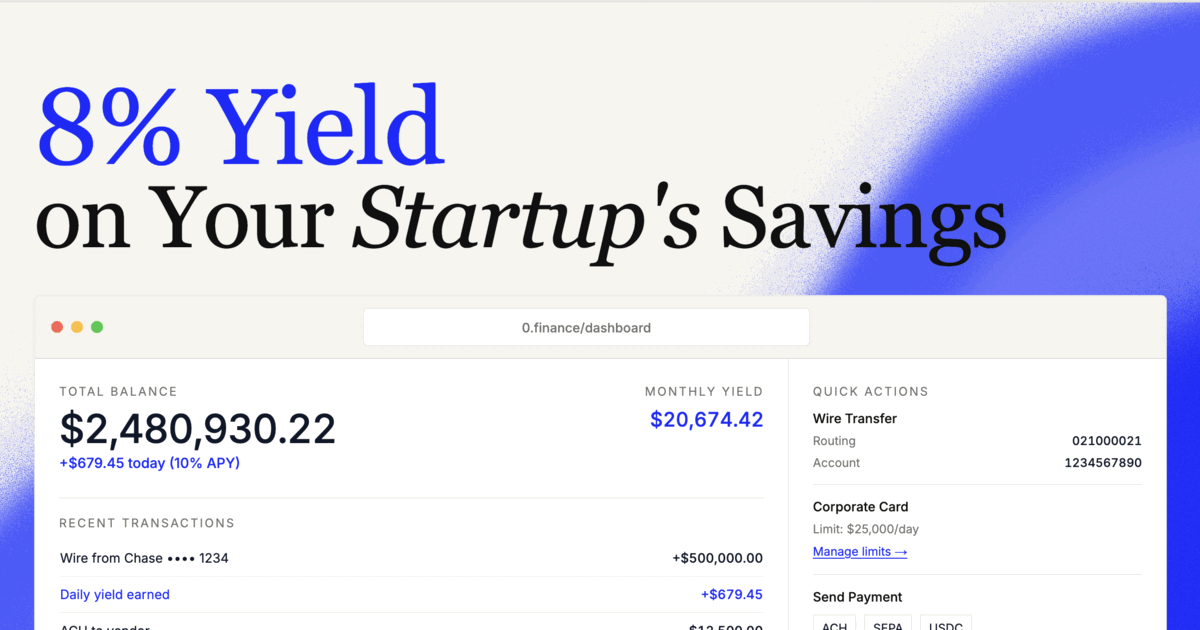 8% Yield
on Your Startup's Savings
0.finance/dashboard
TOTAL BALANCE
$2,480,930.22
+$679.45 today (10% APY)
MONTHLY YIELD
$20,674.42
RECENT TRANSACTIONS
Wire from Chase •••• 1234 +$500,000.00
Daily yield earned +$679.45
ACH to vendor $12,500.00
QUICK ACTIONS
Wire Transfer
Routing 021000021
Account 1234567890
Corporate Card
Limit: $25,000/day
Manage limits →
Send Payment
ACH SEPA USDC